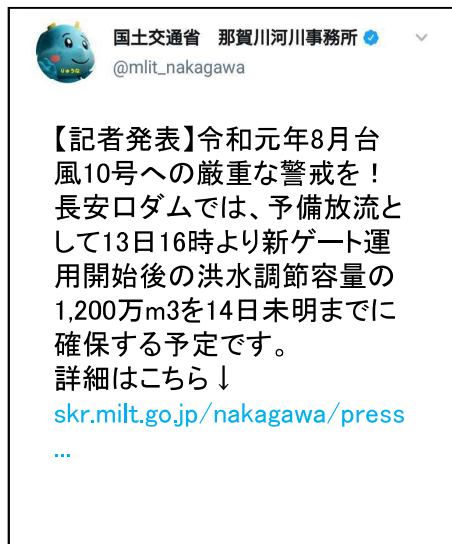 国土交通省　那賀川河川事務所
@mlit_nakagawa
りゅうな
【記者発表】令和元年8月台
風10号への厳重な警戒を！
長安口ダムでは、予備放流と
して13日16時より新ゲート運
用開始後の洪水調節容量の
1,200万m3を14日未明までに
確保する予定です。
詳細はこちら↓
skr.milt.go.jp/nakagawa/press
...